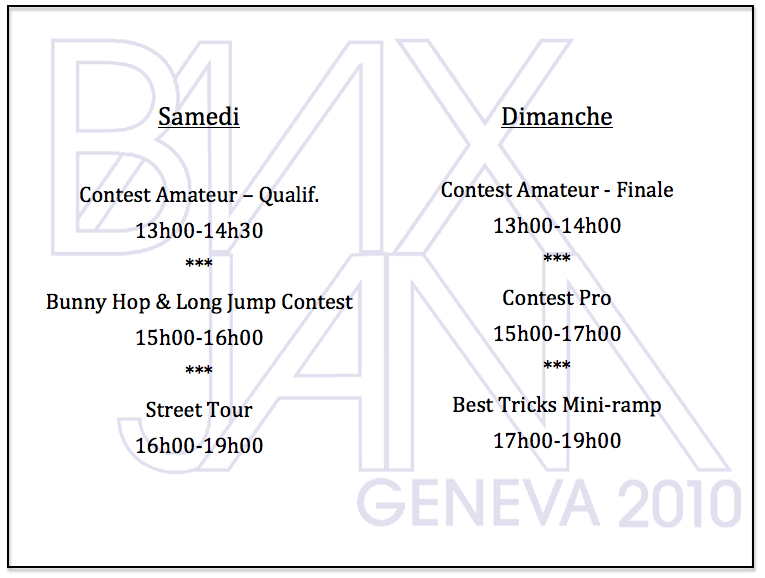 BMX
JAM
GENEVA 2010
Samedi
Contest Amateur – Qualif.
13h00-14h30
***
Bunny Hop & Long Jump Contest
15h00-16h00
***
Street Tour
16h00-19h00
Dimanche
Contest Amateur - Finale
13h00-14h00
***
Contest Pro
15h00-17h00
***
Best Tricks Mini-ramp
17h00-19h00